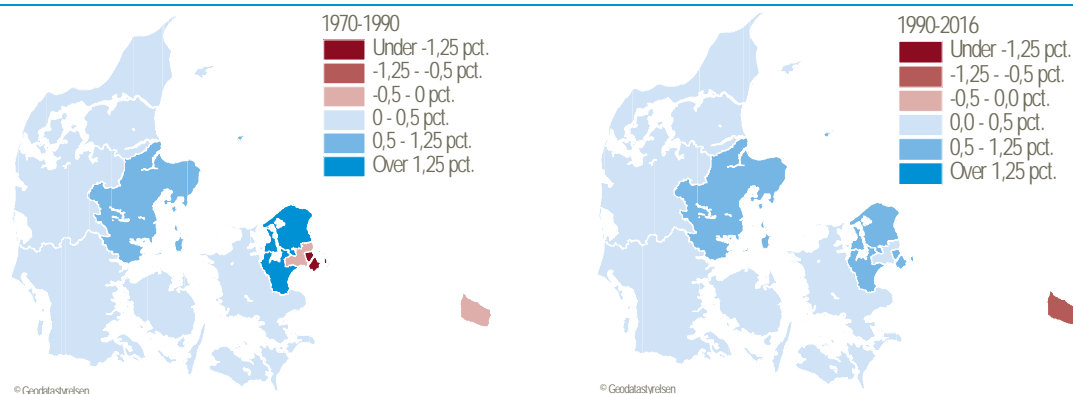 1970-1990
Under -1,25 pct.
-1,25 - -0,5 pct.
-0,5 - 0 pct.
0 - 0,5 pct.
0,5 - 1,25 pct.
Over 1,25 pct.
© Geodatastyrelsen
1990-2016
Under -1,25 pct.
-1,25 - -0,5 pct.
-0,5 - 0,0 pct.
0,0 - 0,5 pct.
0,5 - 1,25 pct.
Over 1,25 pct.
© Geodatastyrelsen